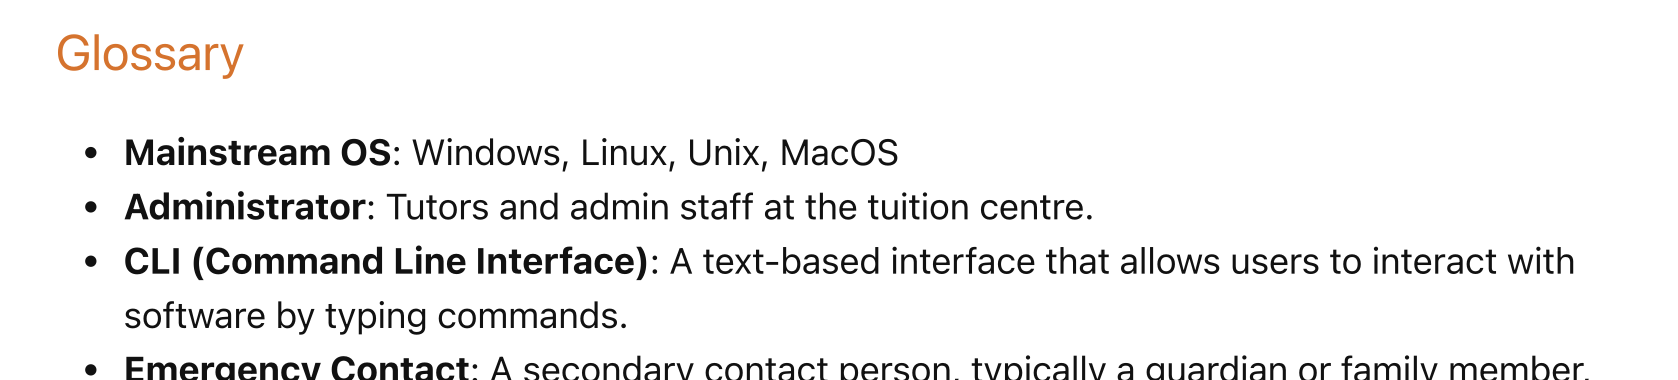 Glossary
• Mainstream OS: Windows, Linux, Unix, MacOS
• Administrator: Tutors and admin staff at the tuition centre.
• CLI (Command Line Interface): A text-based interface that allows users to interact with
software by typing commands.
• Emergency Contact: A secondary contact person, typically a guardian or family member,